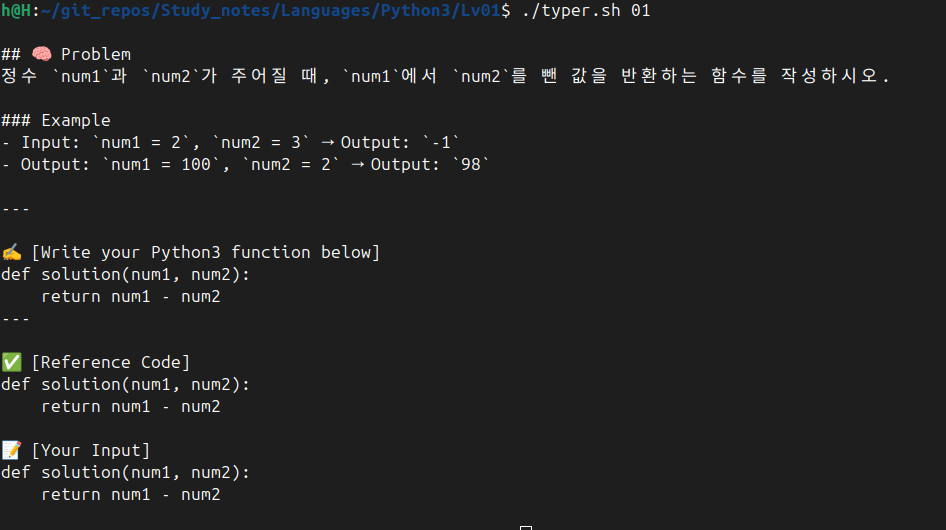 h@H:~/git_repos/Study_notes/Languages/Python3/Lv01$ ./typer.sh 01
## 🧠 Problem
정수 `num1`과 `num2`가 주어질 때, `num1`에서 `num2`를 뺀 값을 반환하는 함수를 작성하시오.
### Example
- Input: `num1 = 2`, `num2 = 3` → Output: `-1`
- Output: `num1 = 100`, `num2 = 2` → Output: `98`
---
✍️ [Write your Python3 function below]
def solution(num1, num2):
    return num1 - num2
---
✅ [Reference Code]
def solution(num1, num2):
    return num1 - num2
📝 [Your Input]
def solution(num1, num2):
    return num1 - num2